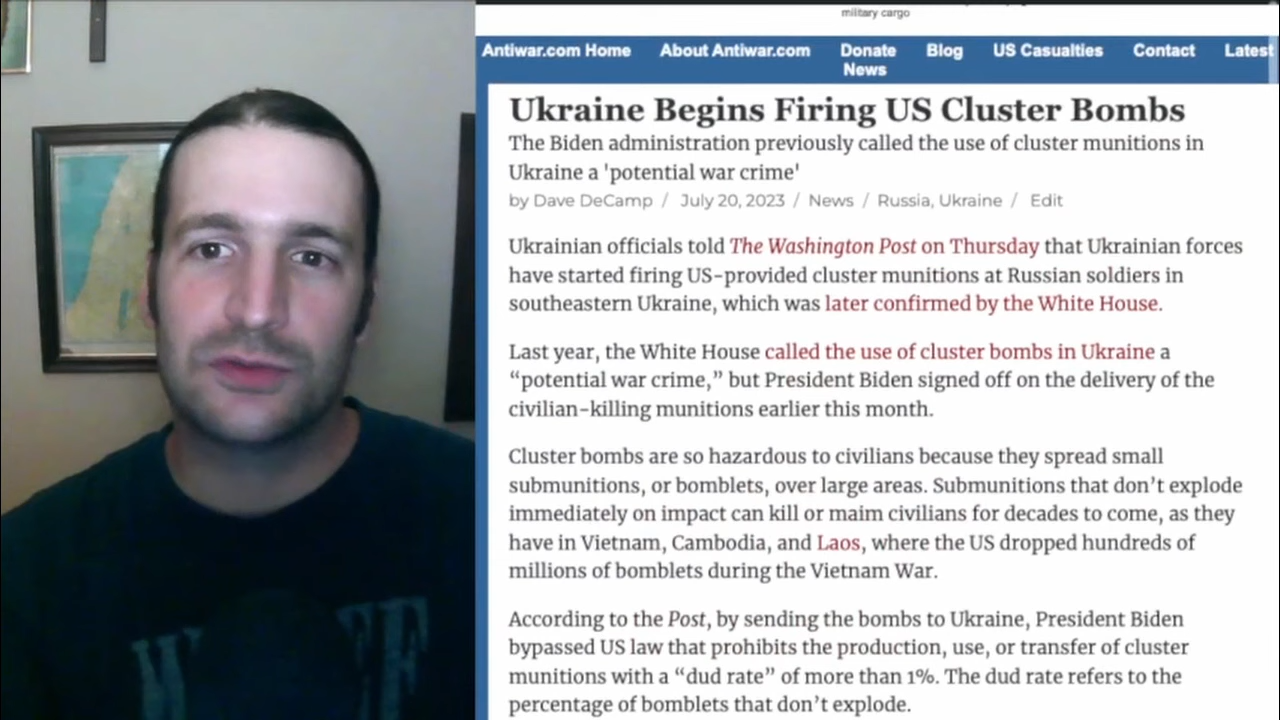 military cargo
Antiwar.com Home About Antiwar.com Donate Blog US Casualties Contact Latest
News
Ukraine Begins Firing US Cluster Bombs
The Biden administration previously called the use of cluster munitions in
Ukraine a 'potential war crime'
by Dave DeCamp / July 20, 2023 / News / Russia, Ukraine / Edit
Ukrainian officials told The Washington Post on Thursday that Ukrainian forces
have started firing US-provided cluster munitions at Russian soldiers in
southeastern Ukraine, which was later confirmed by the White House.
Last year, the White House called the use of cluster bombs in Ukraine a
“potential war crime,” but President Biden signed off on the delivery of the
civilian-killing munitions earlier this month.
Cluster bombs are so hazardous to civilians because they spread small
submunitions, or bomblets, over large areas. Submunitions that don’t explode
immediately on impact can kill or maim civilians for decades to come, as they
have in Vietnam, Cambodia, and Laos, where the US dropped hundreds of
millions of bomblets during the Vietnam War.
According to the Post, by sending the bombs to Ukraine, President Biden
bypassed US law that prohibits the production, use, or transfer of cluster
munitions with a “dud rate” of more than 1%. The dud rate refers to the
percentage of bomblets that don’t explode.